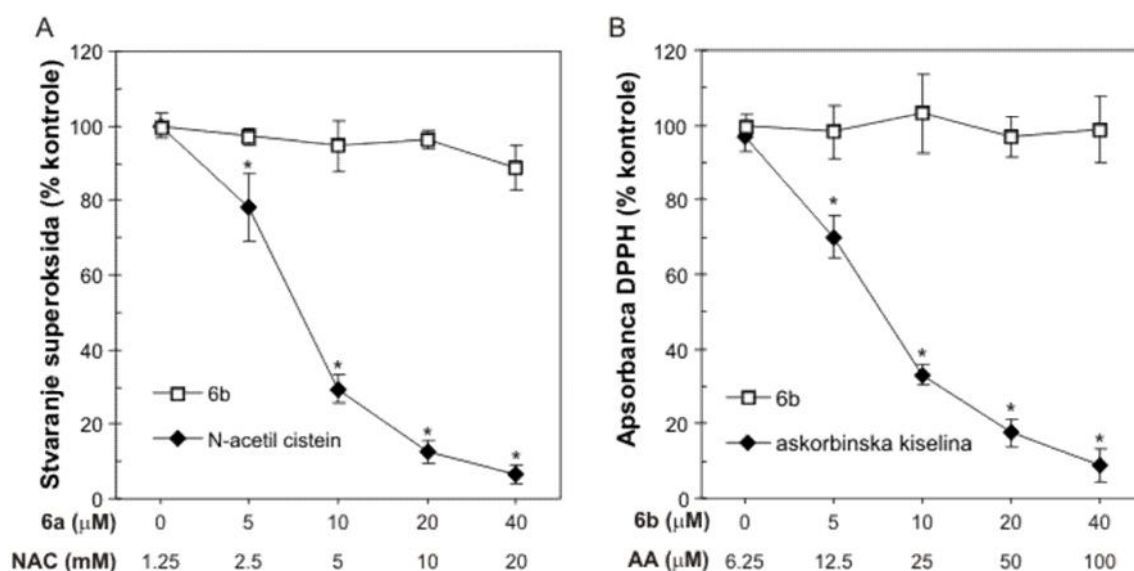 A
Stvaranje superoksida (% kontrole)
120
100
80
60
40
20
0
*
*
*
*
6b
N-acetil cistein
6a (μM) 0 5 10 20 40
NAC (mM) 1.25 2.5 5 10 20
B
Apsorbanca DPPH (% kontrole)
120
100
80
60
40
20
0
*
*
*
*
6b
askorbinska kiselina
6b (μM) 0 5 10 20 40
AA (μM) 6.25 12.5 25 50 100